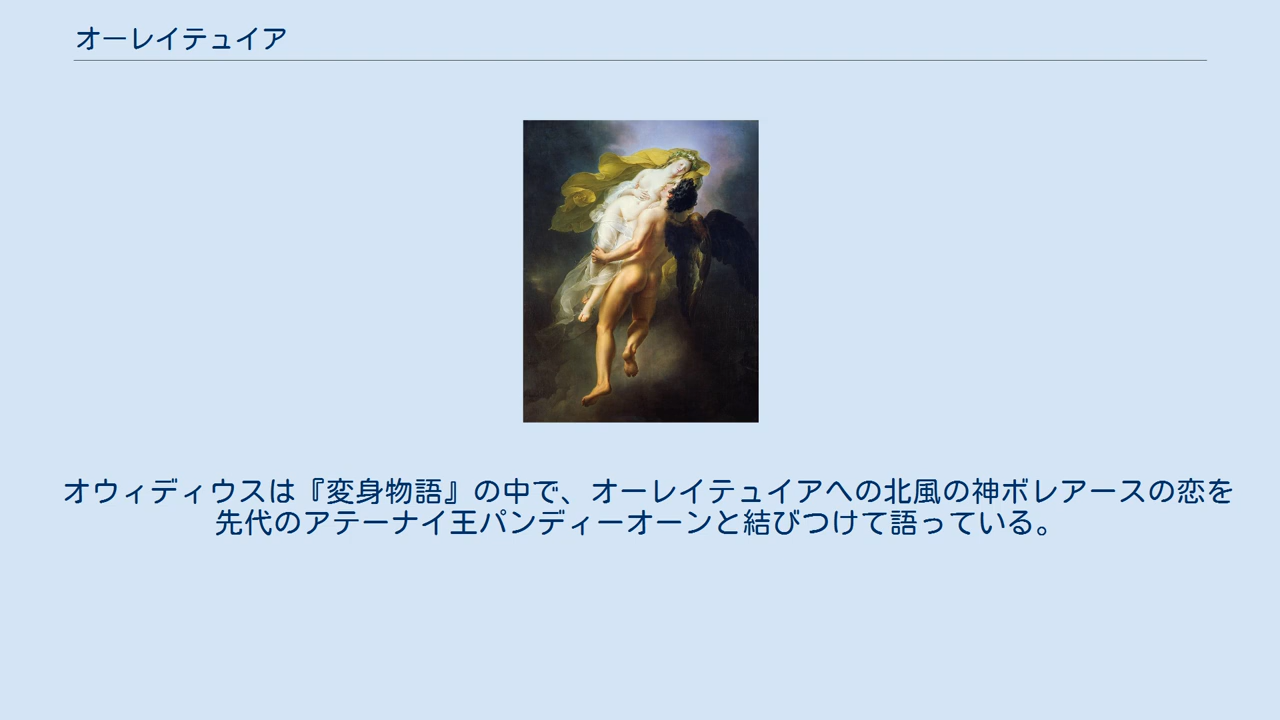 オーレイテュイア
オウィディウスは『変身物語』の中で、オーレイテュイアへの北風の神ボレアースの恋を
先代のアテーナイ王パンディーオーンと結びつけて語っている。